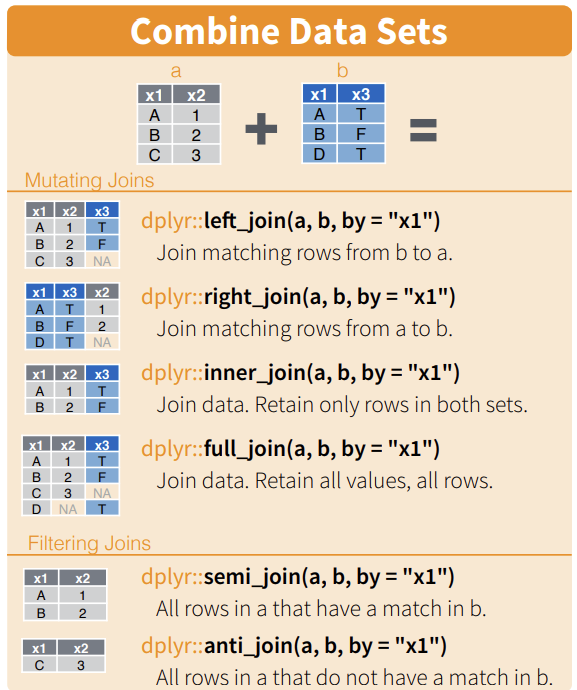 Combine Data Sets
a
b
x1 x2
A 1
B 2
C 3
+
x1 x3
A T
B F
D T
=
Mutating Joins
x1 x2 x3
A 1 T
B 2 F
C 3 NA
dplyr::left_join(a, b, by = "x1")
Join matching rows from b to a.
x1 x3 x2
A T 1
B F 2
D T NA
dplyr::right_join(a, b, by = "x1")
Join matching rows from a to b.
x1 x2 x3
A 1 T
B 2 F
dplyr::inner_join(a, b, by = "x1")
Join data. Retain only rows in both sets.
x1 x2 x3
A 1 T
B 2 F
C 3 NA
D NA T
dplyr::full_join(a, b, by = "x1")
Join data. Retain all values, all rows.
Filtering Joins
x1 x2
A 1
B 2
dplyr::semi_join(a, b, by = "x1")
All rows in a that have a match in b.
x1 x2
C 3
dplyr::anti_join(a, b, by = "x1")
All rows in a that do not have a match in b.